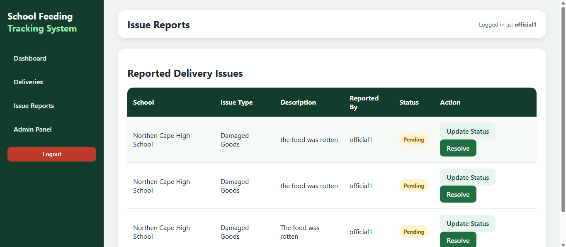 School Feeding
Tracking System
Dashboard
Deliveries
Issue Reports
Admin Panel
Logout
Issue Reports
Logged in as: official1
Reported Delivery Issues
School Issue Type Description Reported By Status Action
Northen Cape High School Damaged Goods the food was rotten official1 Pending Update Status Resolve
Northen Cape High School Damaged Goods the food was rotten official1 Pending Update Status Resolve
Northen Cape High School Damaged Goods The food was rotten official1 Pending Update Status Resolve